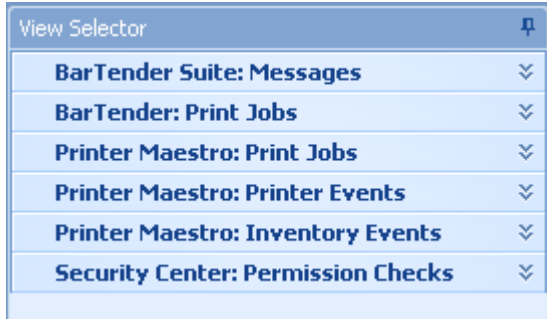 View Selector
BarTender Suite: Messages
BarTender: Print Jobs
Printer Maestro: Print Jobs
Printer Maestro: Printer Events
Printer Maestro: Inventory Events
Security Center: Permission Checks